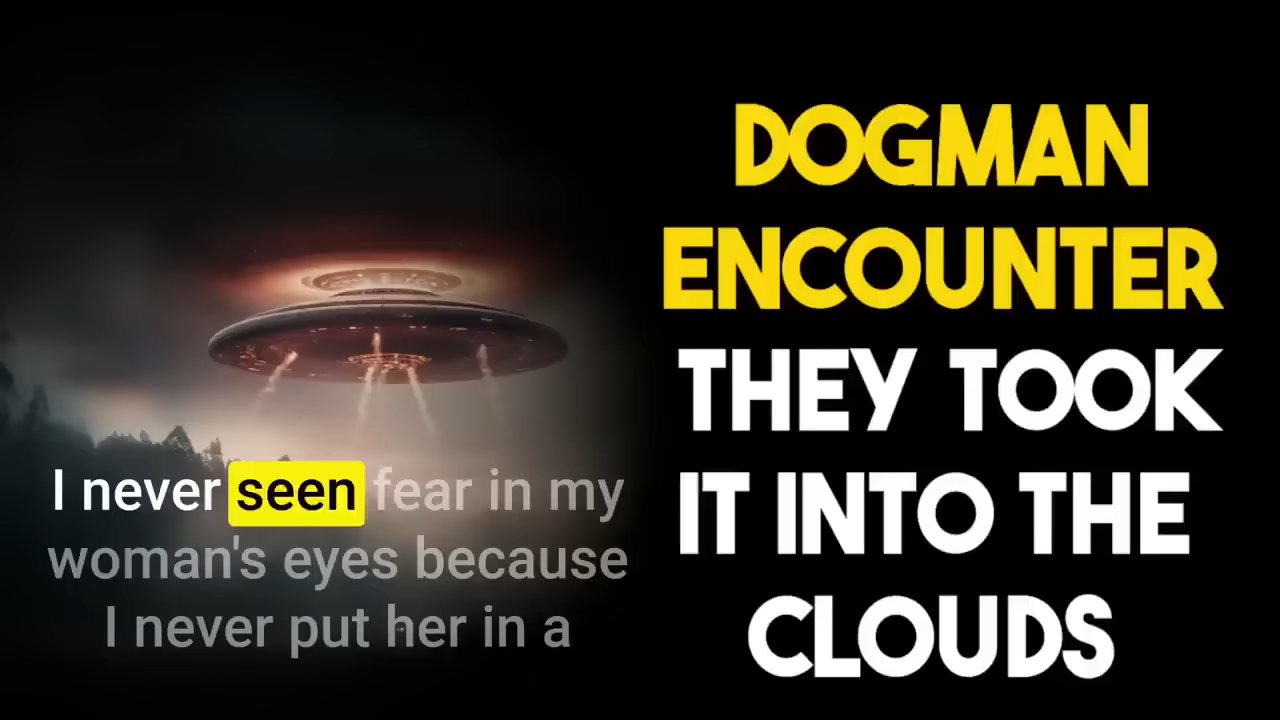 I never seen fear in my
woman's eyes because
I never put her in a
DOGMAN
ENCOUNTER
THEY TOOK
IT INTO THE
CLOUDS